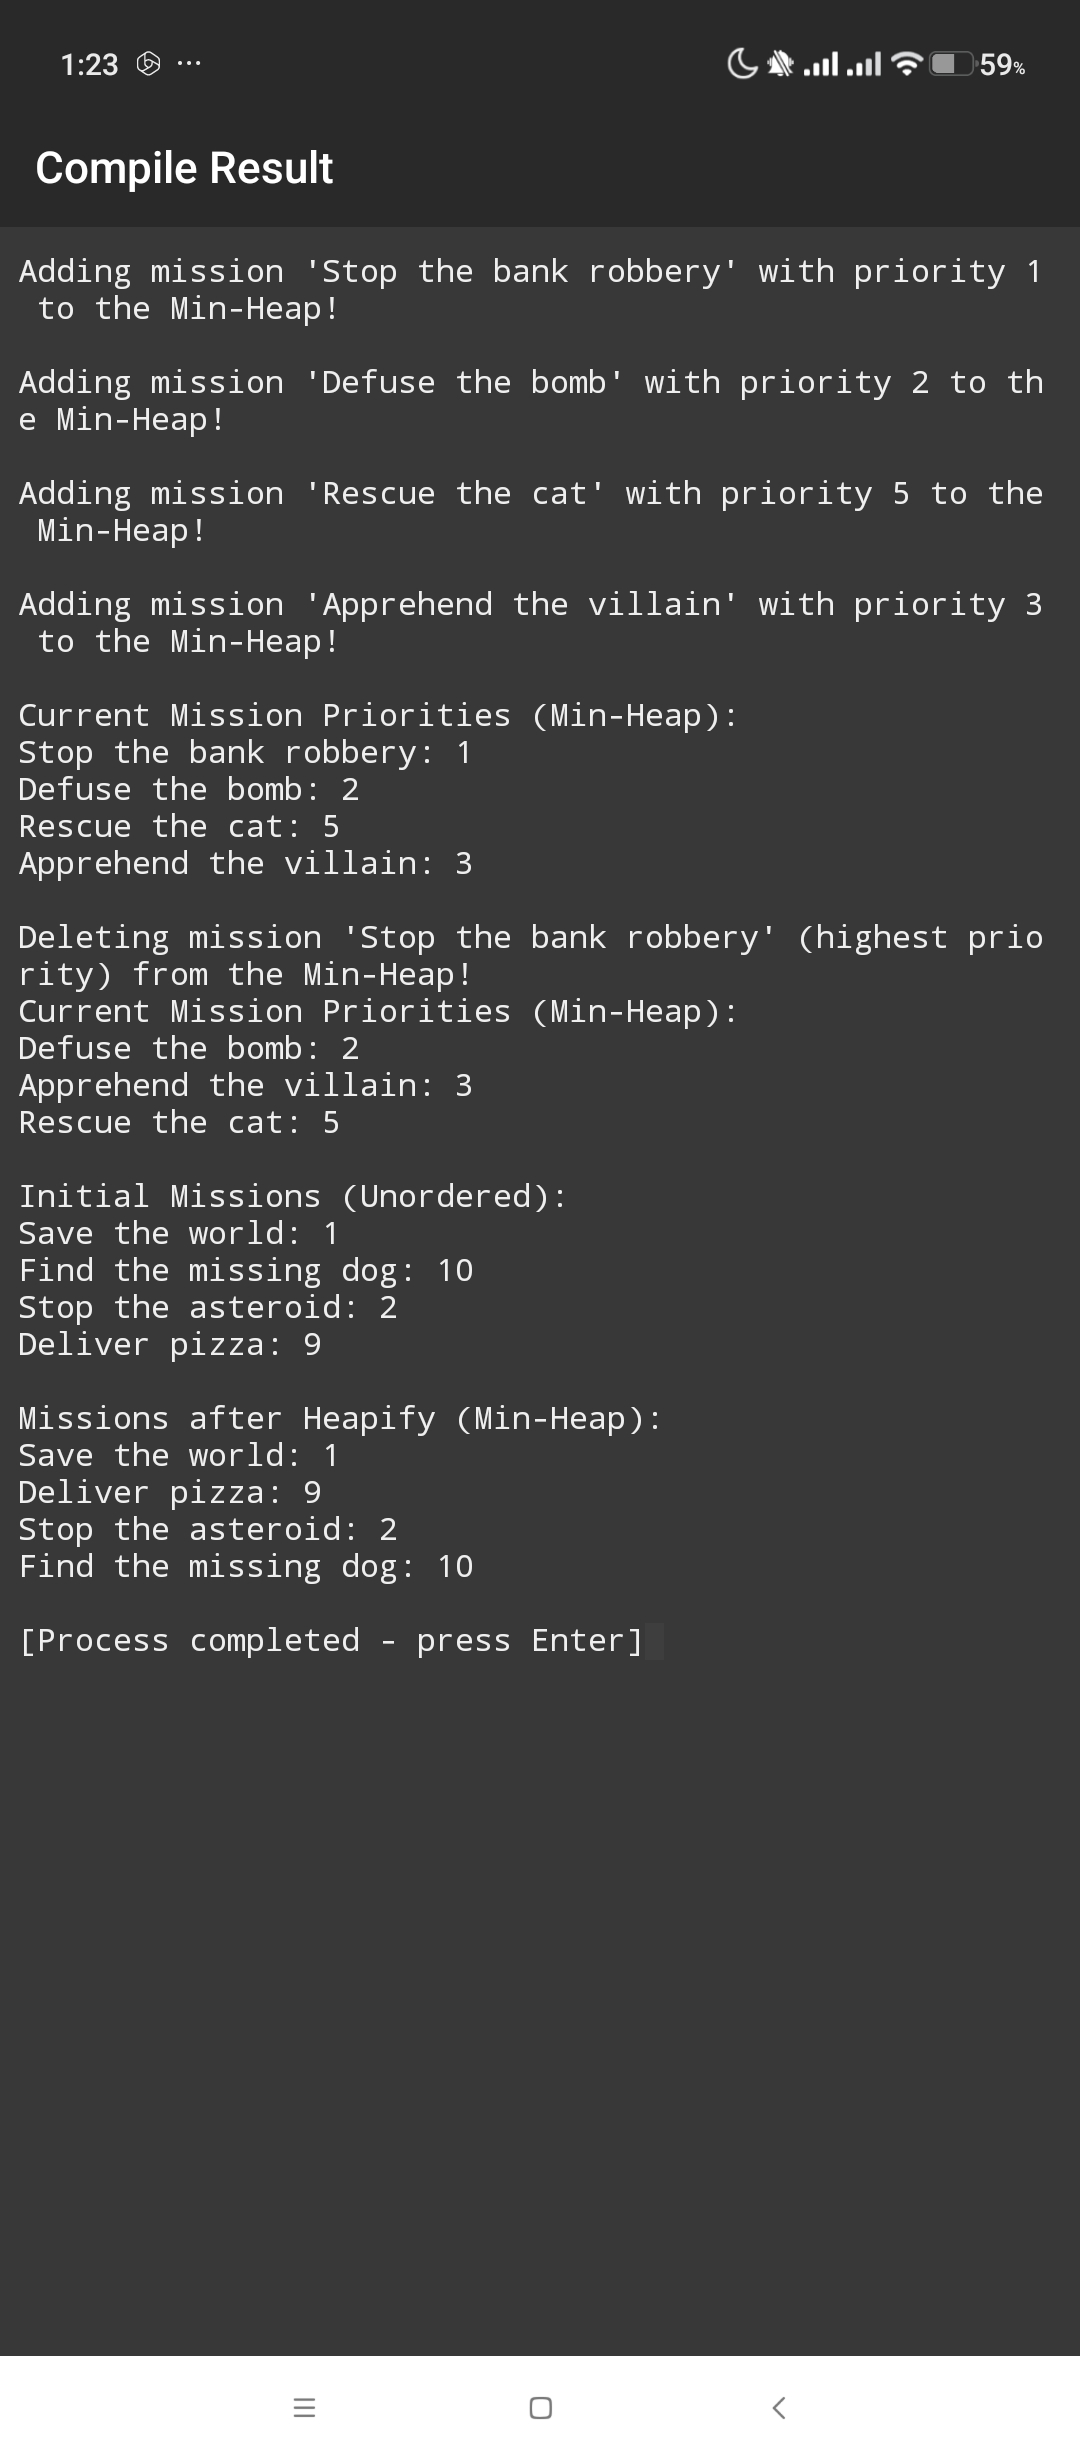 1:23 ... 59%
Compile Result
Adding mission 'Stop the bank robbery' with priority 1
 to the Min-Heap!
Adding mission 'Defuse the bomb' with priority 2 to th
e Min-Heap!
Adding mission 'Rescue the cat' with priority 5 to the
 Min-Heap!
Adding mission 'Apprehend the villain' with priority 3
 to the Min-Heap!
Current Mission Priorities (Min-Heap):
Stop the bank robbery: 1
Defuse the bomb: 2
Rescue the cat: 5
Apprehend the villain: 3
Deleting mission 'Stop the bank robbery' (highest prio
rity) from the Min-Heap!
Current Mission Priorities (Min-Heap):
Defuse the bomb: 2
Apprehend the villain: 3
Rescue the cat: 5
Initial Missions (Unordered):
Save the world: 1
Find the missing dog: 10
Stop the asteroid: 2
Deliver pizza: 9
Missions after Heapify (Min-Heap):
Save the world: 1
Deliver pizza: 9
Stop the asteroid: 2
Find the missing dog: 10
[Process completed - press Enter]